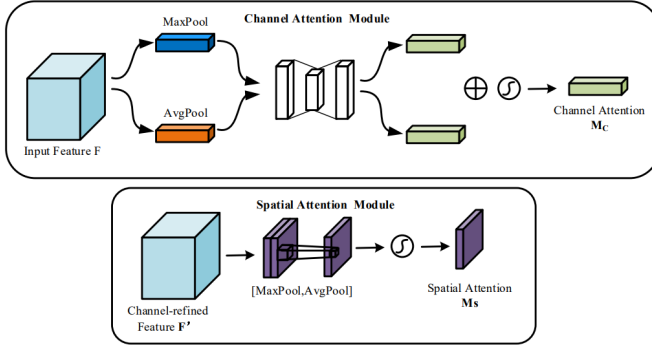 Channel Attention Module
MaxPool
AvgPool
Input Feature F
Channel Attention
Mc
Spatial Attention Module
[MaxPool,AvgPool]
Channel-refined
Feature F’
Spatial Attention
Ms